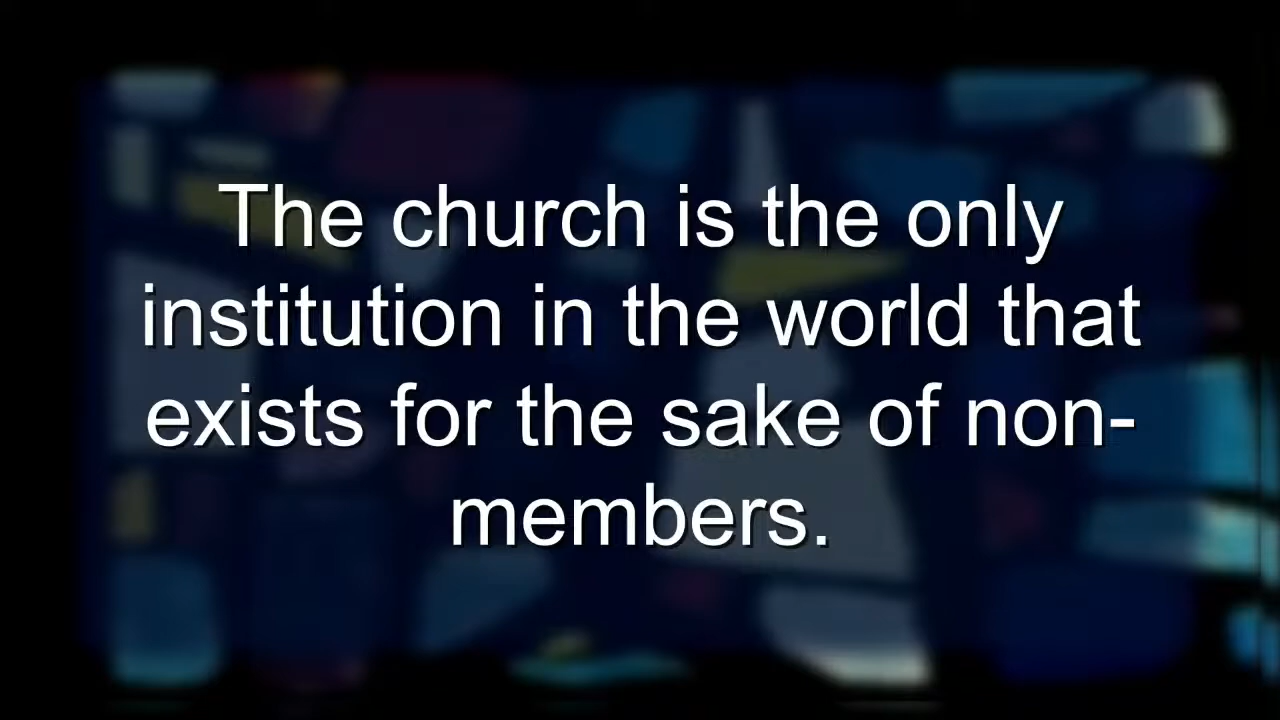 The church is the only
institution in the world that
exists for the sake of non-
members.